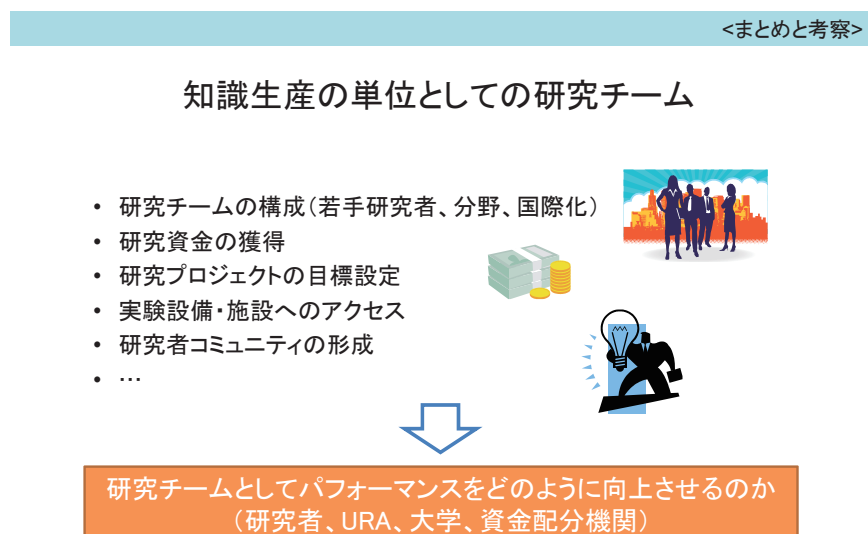 <まとめと考察>
知識生産の単位としての研究チーム
• 研究チームの構成(若手研究者、分野、国際化)
• 研究資金の獲得
• 研究プロジェクトの目標設定
• 実験設備・施設へのアクセス
• 研究者コミュニティの形成
• …
研究チームとしてパフォーマンスをどのように向上させるのか
(研究者、URA、大学、資金配分機関)